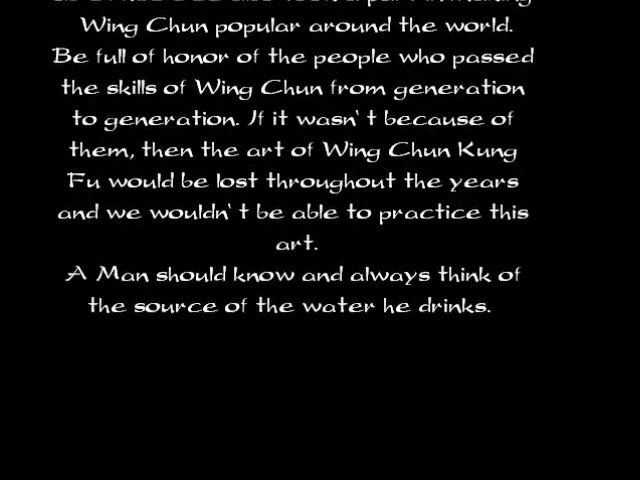 Wing Chun popular around the world.
Be full of honor of the people who passed
the skills of Wing Chun from generation
to generation. If it wasn't because of
them, then the art of Wing Chun Kung
Fu would be lost throughout the years
and we wouldn't be able to practice this
art.
A Man should know and always think of
the source of the water he drinks.